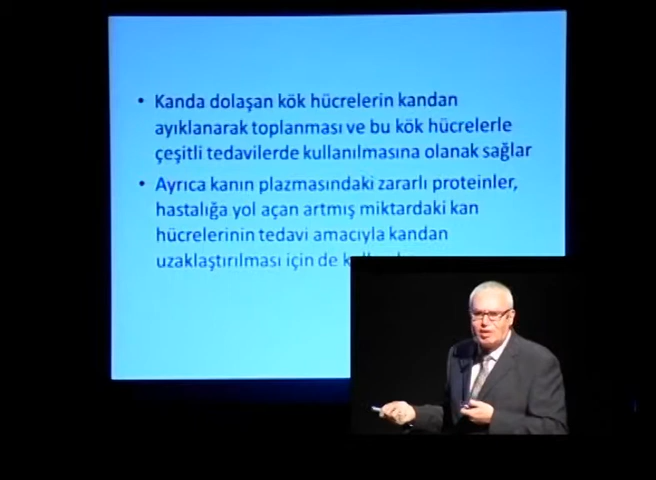 • Kanda dolaşan kök hücrelerin kandan
ayıklanarak toplanması ve bu kök hücrelerle
çeşitli tedavilerde kullanılmasına olanak sağlar
• Ayrıca kanın plazmasındaki zararlı proteinler,
hastalığa yol açan artmış miktardaki kan
hücrelerinin tedavi amacıyla kandan
uzaklaştırılması için de